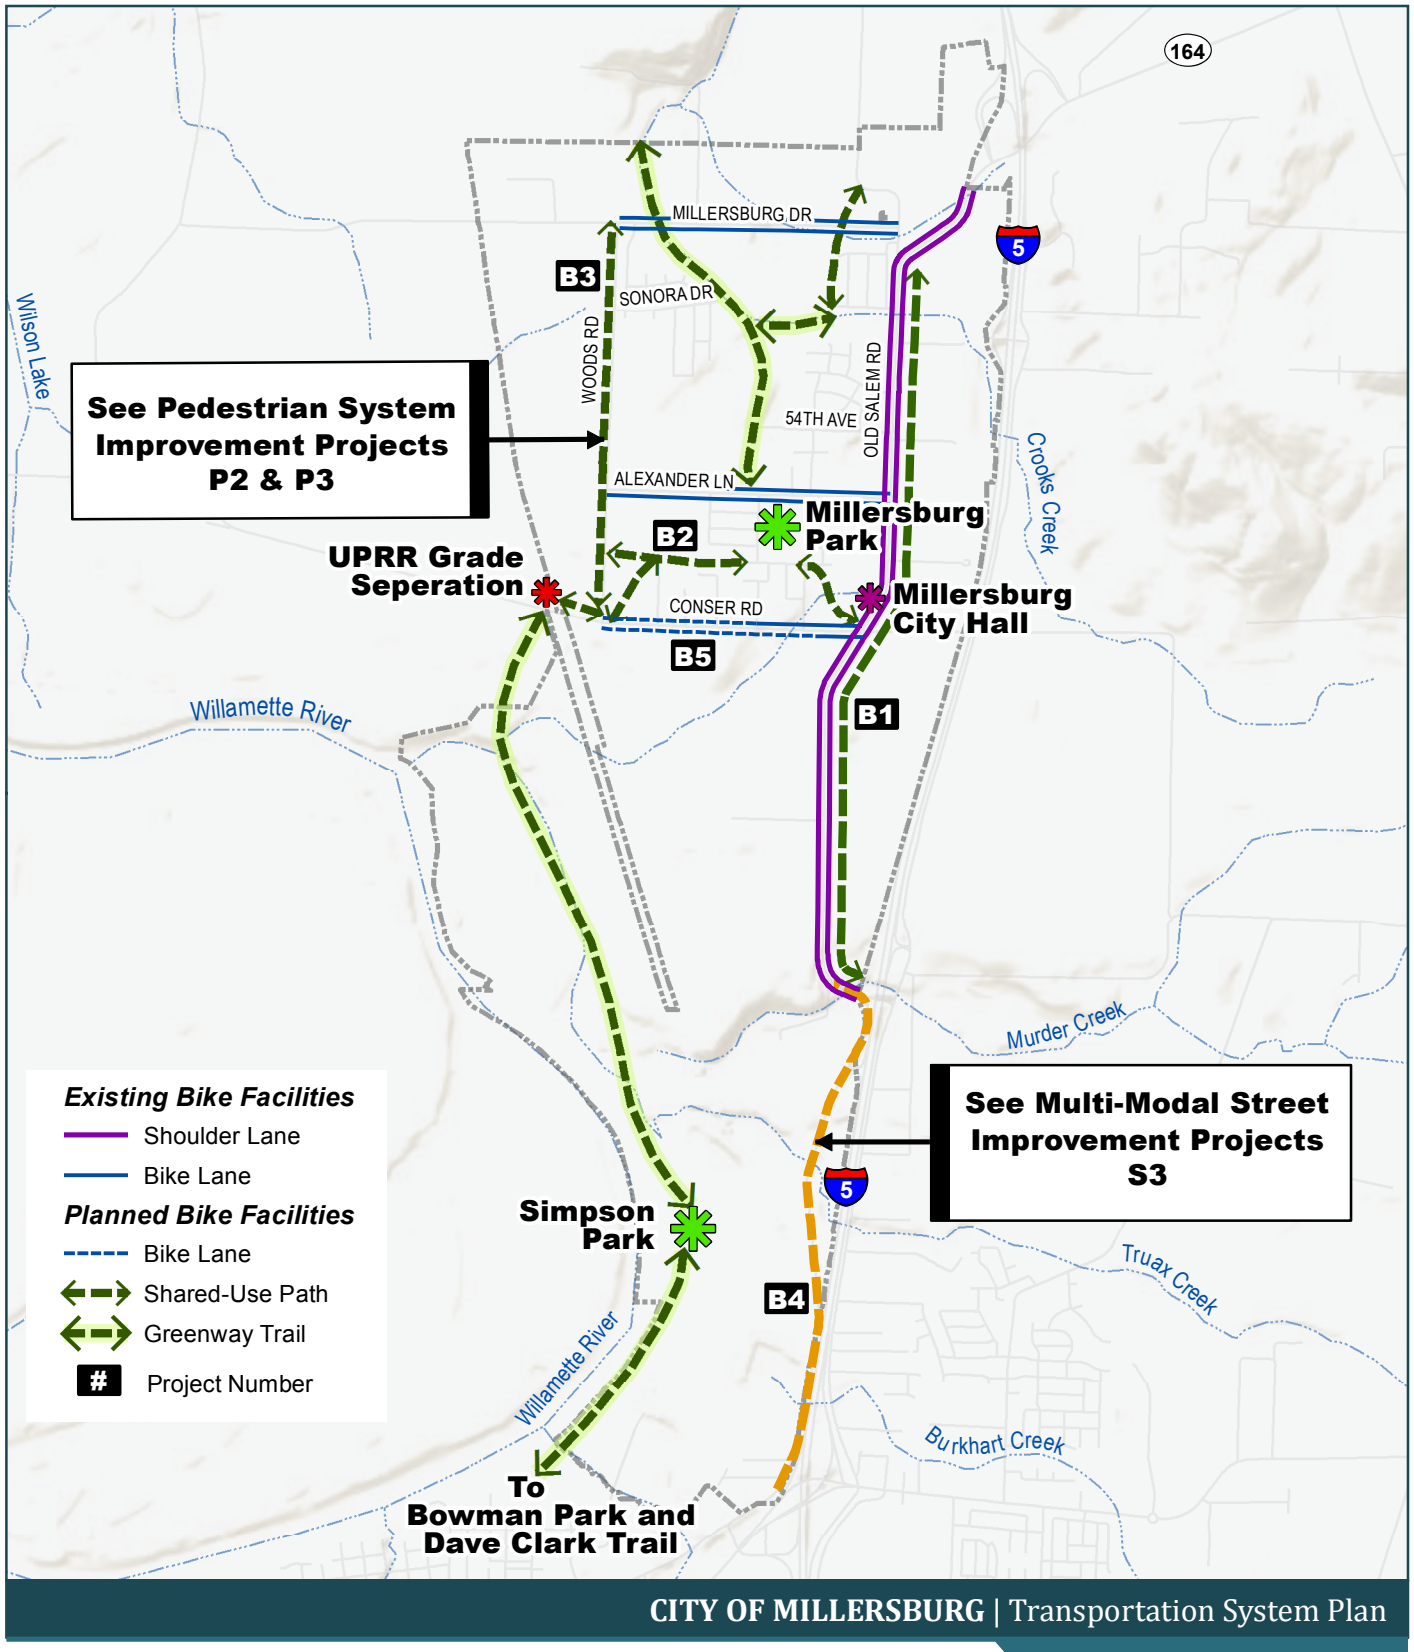 164
MILLERSBURG DR
5
B3
SONORA DR
Wilson Lake
WOODS RD
OLD SALEM RD
See Pedestrian System
Improvement Projects
P2 & P3
54TH AVE
Crooks Creek
ALEXANDER LN
Millersburg
Park
B2
UPRR Grade
Seperation
Millersburg
City Hall
CONSER RD
B5
Willamette River
B1
Murder Creek
See Multi-Modal Street
Improvement Projects
S3
Existing Bike Facilities
Shoulder Lane
Bike Lane
Planned Bike Facilities
Bike Lane
Shared-Use Path
Greenway Trail
# Project Number
5
Simpson
Park
Truax Creek
B4
Willamette River
Burkhart Creek
To
Bowman Park and
Dave Clark Trail
CITY OF MILLERSBURG | Transportation System Plan